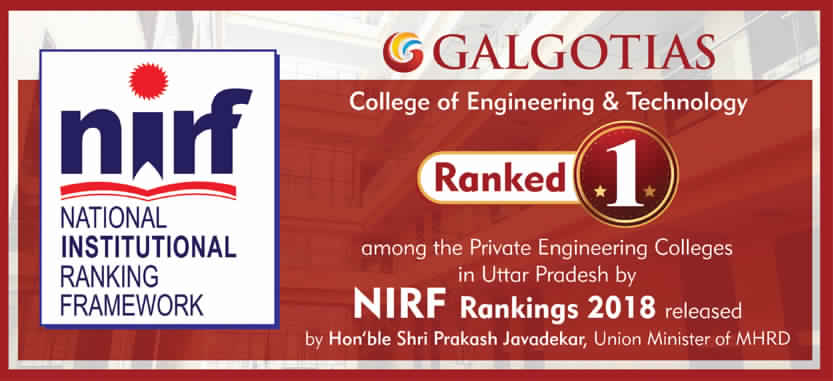 nirf
NATIONAL
INSTITUTIONAL
RANKING
FRAMEWORK
GALGOTIAS
College of Engineering & Technology
Ranked 1
among the Private Engineering Colleges
in Uttar Pradesh by
NIRF Rankings 2018 released
by Hon'ble Shri Prakash Javadekar, Union Minister of MHRD